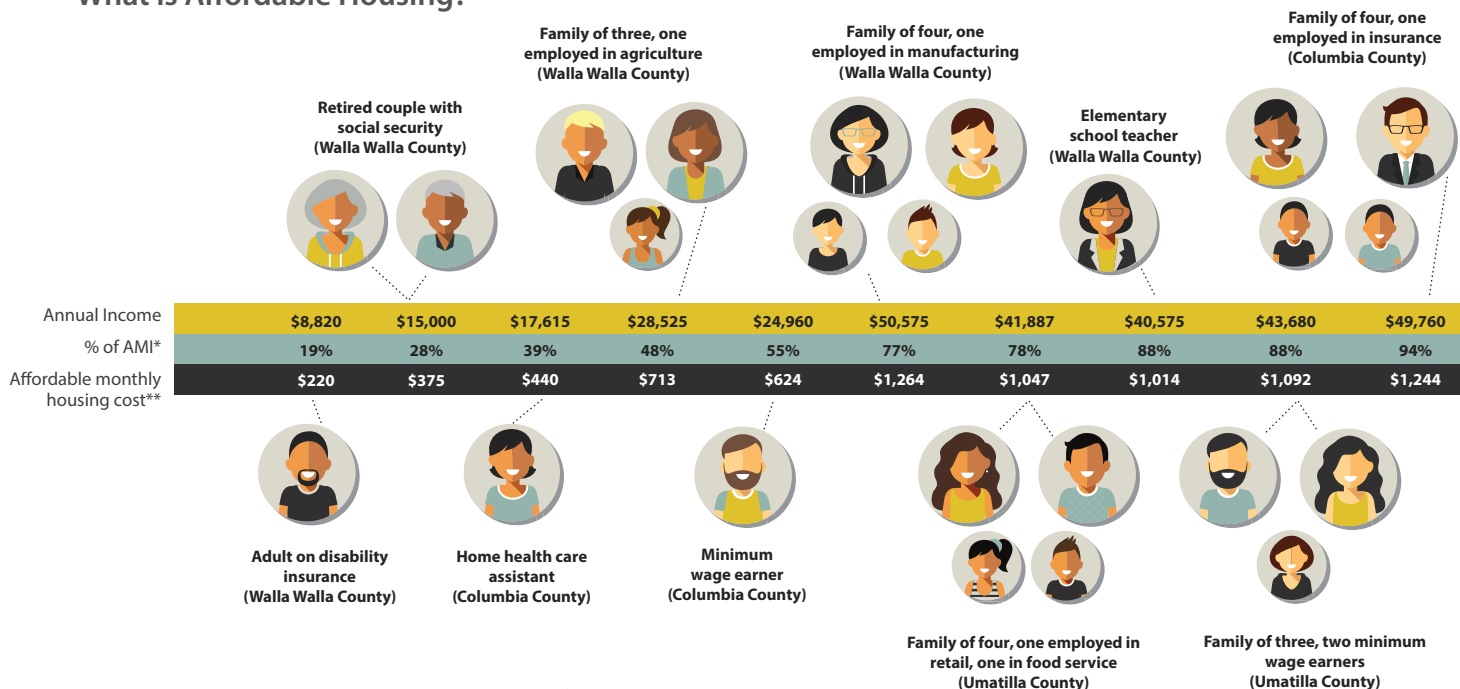 What is Affordable Housing?
Family of three, one
employed in agriculture
(Walla Walla County)
Family of four, one
employed in manufacturing
(Walla Walla County)
Family of four, one
employed in insurance
(Columbia County)
Retired couple with
social security
(Walla Walla County)
Elementary
school teacher
(Walla Walla County)
Annual Income $8,820 $15,000 $17,615 $28,525 $24,960 $50,575 $41,887 $40,575 $43,680 $49,760
% of AMI* 19% 28% 39% 48% 55% 77% 78% 88% 88% 94%
Affordable monthly
housing cost** $220 $375 $440 $713 $624 $1,264 $1,047 $1,014 $1,092 $1,244
Adult on disability
insurance
(Walla Walla County)
Home health care
assistant
(Columbia County)
Minimum
wage earner
(Columbia County)
Family of four, one employed in
retail, one in food service
(Umatilla County)
Family of three, two minimum
wage earners
(Umatilla County)